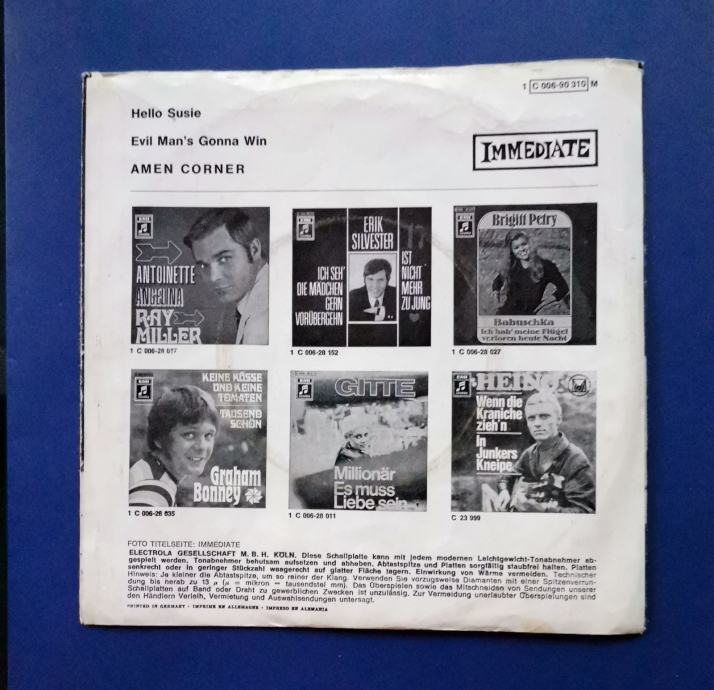 1 C 006-90 310 M
Hello Susie
Evil Man's Gonna Win
AMEN CORNER
IMMEDIATE
ANTOINETTE
ANGELINA
RAY
MILLER
1 C 006-28 017
ERIK
SILVESTER
ICH SEH'
DIE MÄDCHEN
GERN
VORÜBERGEHN
IST
NICHT
MEHR
ZU JUNG
1 C 006-28 152
Brigitt Petry
Babuschka
Ich hab' meine Flügel
verloren heute Nacht
1 C 006-28 027
KEINE KÜSSE
UND KEINE
TOMATEN
TAUSEND
SCHÖN
Graham
Bonney
1 C 006-28 035
GITTE
Millionär
Es muss
Liebe sein
1 C 006-28 011
HEINO
Wenn die
Kraniche
zieh'n
In
Junkers
Kneipe
C 23 999
FOTO TITELSEITE: IMMEDIATE
ELECTROLA GESELLSCHAFT M. B. H. KÖLN. Diese Schallplatte kann mit jedem modernen Leichtgewicht-Tonabnehmer ab-
gespielt werden. Tonabnehmer behutsam aufsetzen und abheben. Abtastspitze und Platten sorgfältig staubfrei halten. Platten
senkrecht oder in geringer Stückzahl waagerecht auf glatter Fläche lagern. Einwirkung von Wärme vermeiden. Technischer
Hinweis: Je kleiner die Abtastspitze, um so reiner der Klang. Verwenden Sie vorzugsweise Diamanten mit einer Spitzenverrun-
dung bis herab zu 13 µ (µ = mikron = tausendstel mm). Das Überspielen sowie das Mitschneiden von Sendungen unserer
Schallplatten auf Band oder Draht zu gewerblichen Zwecken ist unzulässig. Zur Vermeidung unerlaubter Überspielungen sind
den Händlern Verleih, Vermietung und Auswahlsendungen untersagt.
PRINTED IN GERMANY · IMPRIME EN ALLEMAGNE · IMPRESO EN ALEMANIA